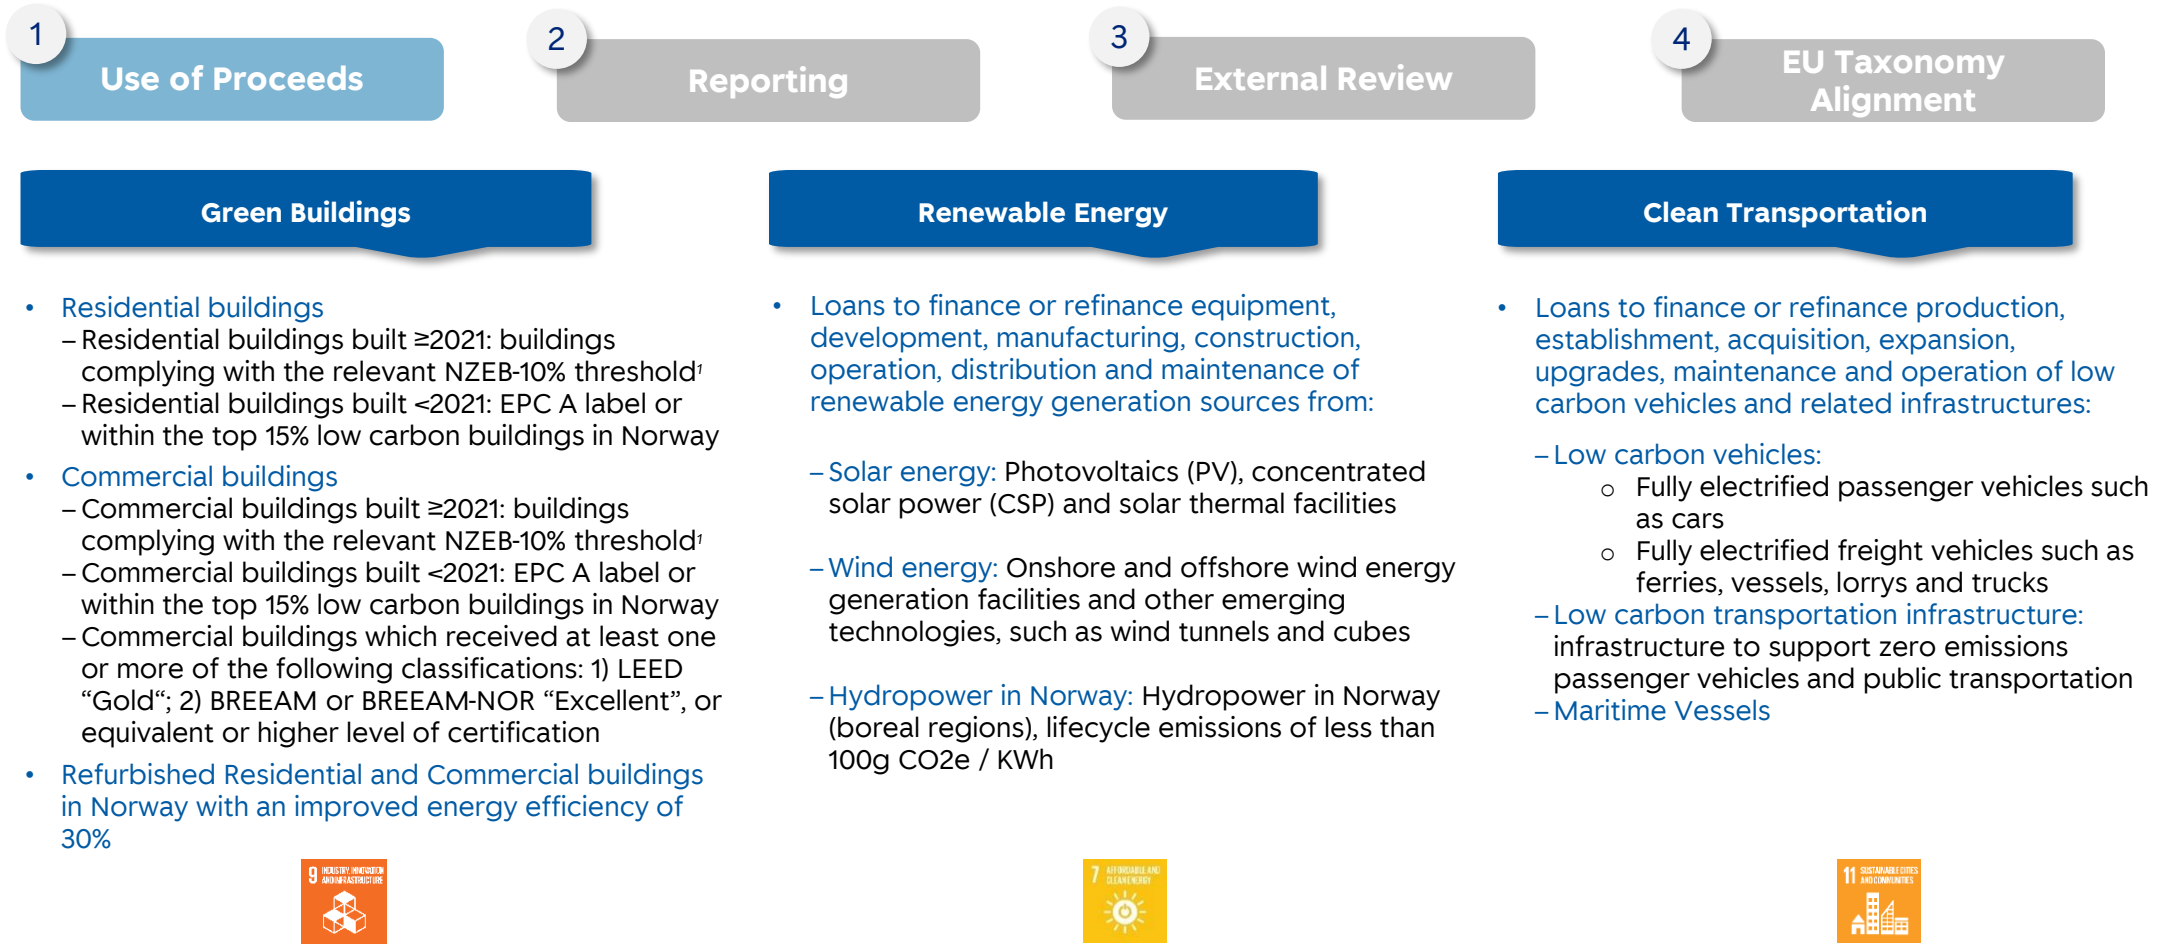 1
Use of Proceeds
2
Reporting
3
External Review
4
EU Taxonomy
Alignment
Green Buildings
• Residential buildings
– Residential buildings built ≥2021: buildings
complying with the relevant NZEB-10% threshold¹
– Residential buildings built <2021: EPC A label or
within the top 15% low carbon buildings in Norway
• Commercial buildings
– Commercial buildings built ≥2021: buildings
complying with the relevant NZEB-10% threshold¹
– Commercial buildings built <2021: EPC A label or
within the top 15% low carbon buildings in Norway
– Commercial buildings which received at least one
or more of the following classifications: 1) LEED
“Gold“; 2) BREEAM or BREEAM-NOR “Excellent”, or
equivalent or higher level of certification
• Refurbished Residential and Commercial buildings
in Norway with an improved energy efficiency of
30%
9 INDUSTRY, INNOVATION
AND INFRASTRUCTURE
Renewable Energy
• Loans to finance or refinance equipment,
development, manufacturing, construction,
operation, distribution and maintenance of
renewable energy generation sources from:
– Solar energy: Photovoltaics (PV), concentrated
solar power (CSP) and solar thermal facilities
– Wind energy: Onshore and offshore wind energy
generation facilities and other emerging
technologies, such as wind tunnels and cubes
– Hydropower in Norway: Hydropower in Norway
(boreal regions), lifecycle emissions of less than
100g CO2e / KWh
7 AFFORDABLE AND
CLEAN ENERGY
Clean Transportation
• Loans to finance or refinance production,
establishment, acquisition, expansion,
upgrades, maintenance and operation of low
carbon vehicles and related infrastructures:
– Low carbon vehicles:
o Fully electrified passenger vehicles such
as cars
o Fully electrified freight vehicles such as
ferries, vessels, lorrys and trucks
– Low carbon transportation infrastructure:
infrastructure to support zero emissions
passenger vehicles and public transportation
– Maritime Vessels
11 SUSTAINABLE CITIES
AND COMMUNITIES